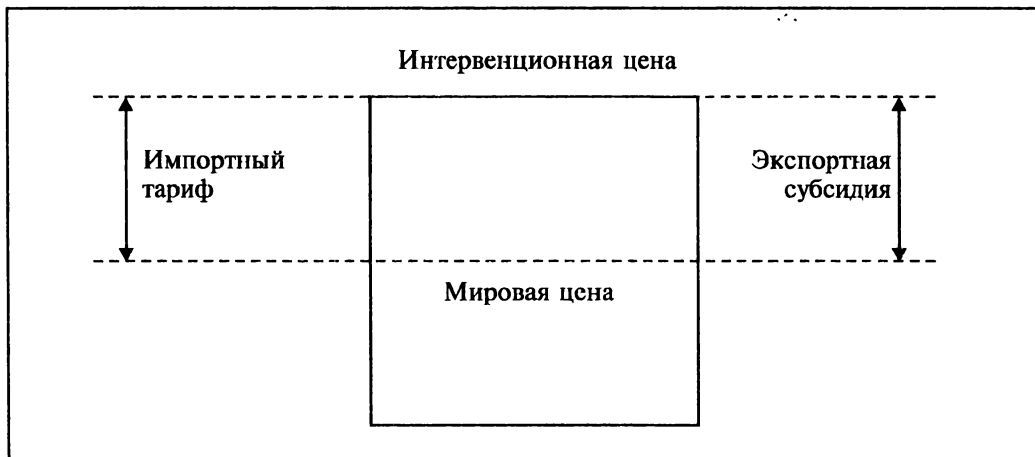 Интервенционная цена
Импортный
тариф
Экспортная
субсидия
Мировая цена